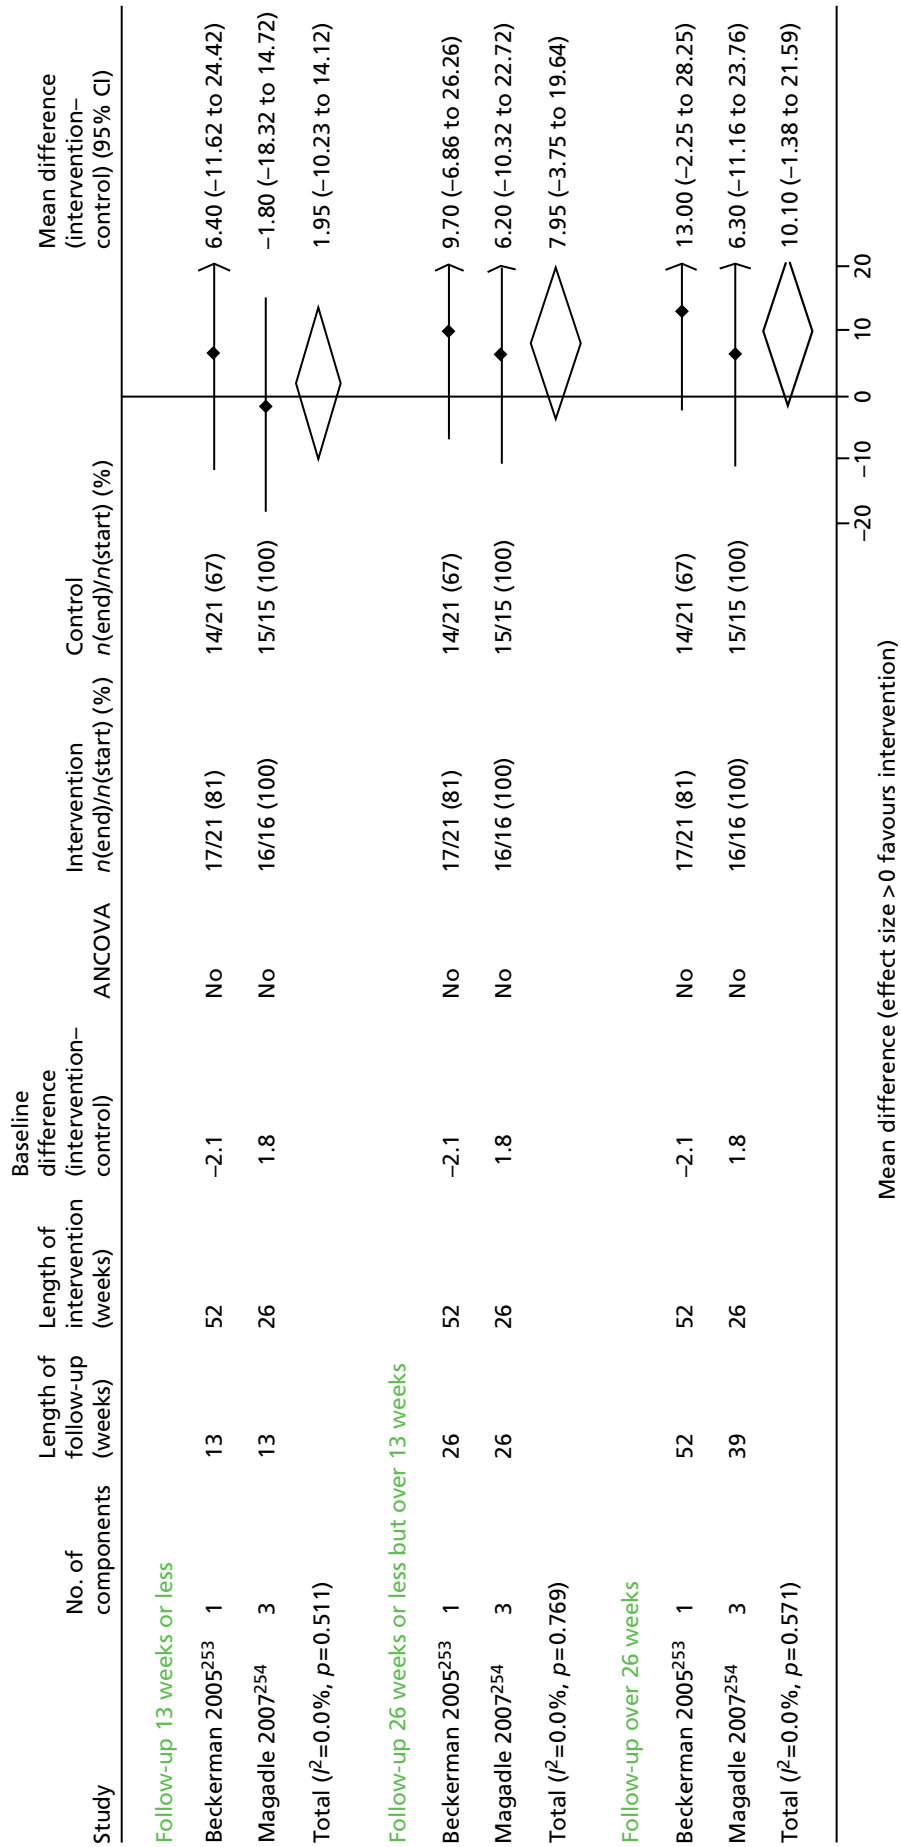 Study
No. of
components
Length of
follow-up
(weeks)
Length of
intervention
(weeks)
Baseline
difference
(intervention–
control)
ANCOVA
Intervention
n(end)/n(start) (%)
Control
n(end)/n(start) (%)
Mean difference
(intervention–
control) (95% CI)
Follow-up 13 weeks or less
Beckerman 2005253 1 13 52 –2.1 No 17/21 (81) 14/21 (67) 6.40 (–11.62 to 24.42)
Magadle 2007254 3 13 26 1.8 No 16/16 (100) 15/15 (100) –1.80 (–18.32 to 14.72)
Total (I2=0.0%, p=0.511) 1.95 (–10.23 to 14.12)
Follow-up 26 weeks or less but over 13 weeks
Beckerman 2005253 1 26 52 –2.1 No 17/21 (81) 14/21 (67) 9.70 (–6.86 to 26.26)
Magadle 2007254 3 26 26 1.8 No 16/16 (100) 15/15 (100) 6.20 (–10.32 to 22.72)
Total (I2=0.0%, p=0.769) 7.95 (–3.75 to 19.64)
Follow-up over 26 weeks
Beckerman 2005253 1 52 52 –2.1 No 17/21 (81) 14/21 (67) 13.00 (–2.25 to 28.25)
Magadle 2007254 3 39 26 1.8 No 16/16 (100) 15/15 (100) 6.30 (–11.16 to 23.76)
Total (I2=0.0%, p=0.571) 10.10 (–1.38 to 21.59)
–20 –10 0 10 20
Mean difference (effect size > 0 favours intervention)